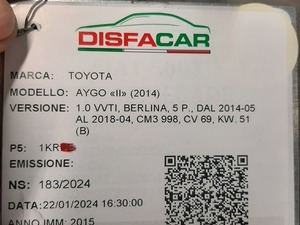 DISFACAR
MARCA: TOYOTA
MODELLO: AYGO «II» (2014)
VERSIONE: 1.0 VVTI, BERLINA, 5 P., DAL 2014-05
AL 2018-04, CM3 998, CV 69, KW. 51
(B)
P5: 1KR
EMISSIONE:
NS: 183/2024
DATA: 22/01/2024 16:30:00
ANNO IMM: 2015